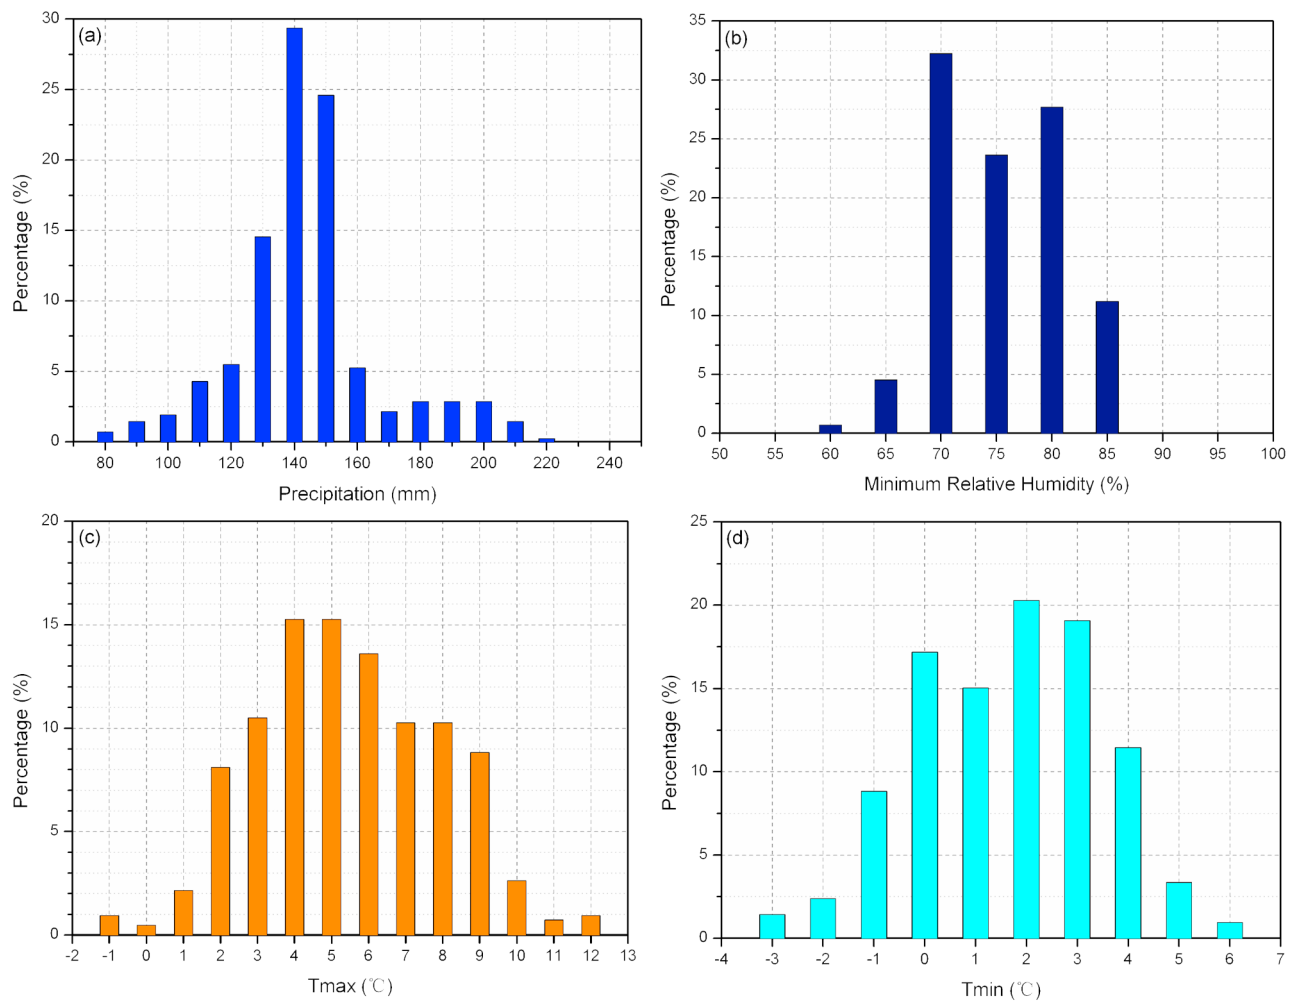 (a)
Percentage (%)
30
25
20
15
10
5
0
80 100 120 140 160 180 200 220 240
Precipitation (mm)
(b)
Percentage (%)
35
30
25
20
15
10
5
0
50 55 60 65 70 75 80 85 90 95 100
Minimum Relative Humidity (%)
(c)
Percentage (%)
20
15
10
5
0
-2 -1 0 1 2 3 4 5 6 7 8 9 10 11 12 13
Tmax (℃)
(d)
Percentage (%)
25
20
15
10
5
0
-4 -3 -2 -1 0 1 2 3 4 5 6 7
Tmin (℃)